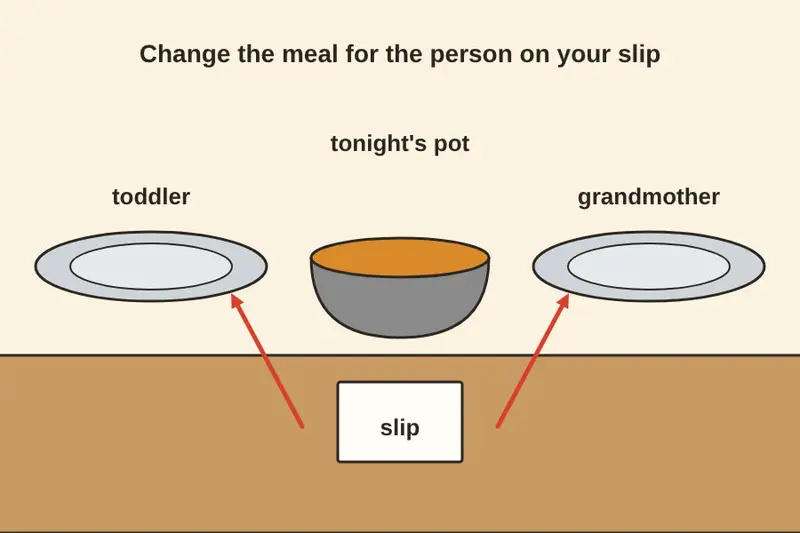 Change the meal for the person on your slip
tonight's pot
toddler
grandmother
slip